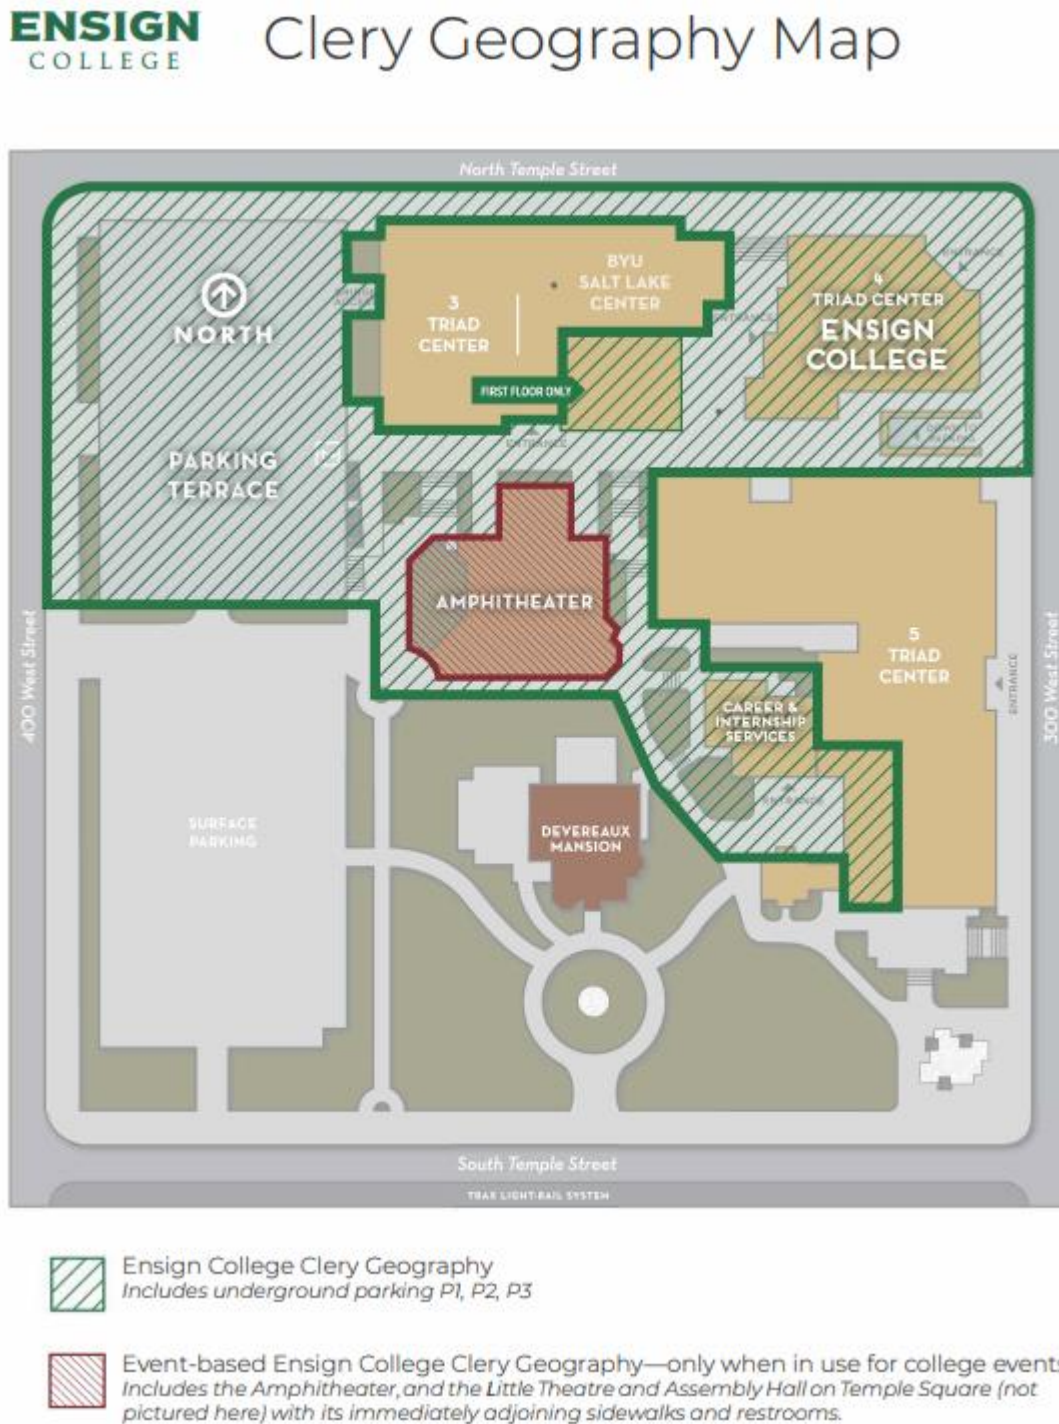 ENSIGN
COLLEGE
Clery Geography Map
North Temple Street
BYU
SALT LAKE
CENTER
3
TRIAD
CENTER
4
TRIAD CENTER
ENSIGN
COLLEGE
ENTRANCE
ENTRANCE
NORTH
FIRST FLOOR ONLY
ENTRANCE
PARKING
TERRACE
AMPHITHEATER
400 West Street
300 West Street
5
TRIAD
CENTER
ENTRANCE
CAREER &
INTERNSHIP
SERVICES
ENTRANCE
SURFACE
PARKING
DEVEREAUX
MANSION
South Temple Street
TRAX LIGHT-RAIL SYSTEM
Ensign College Clery Geography
Includes underground parking P1, P2, P3
Event-based Ensign College Clery Geography—only when in use for college events
Includes the Amphitheater, and the Little Theatre and Assembly Hall on Temple Square (not
pictured here) with its immediately adjoining sidewalks and restrooms.